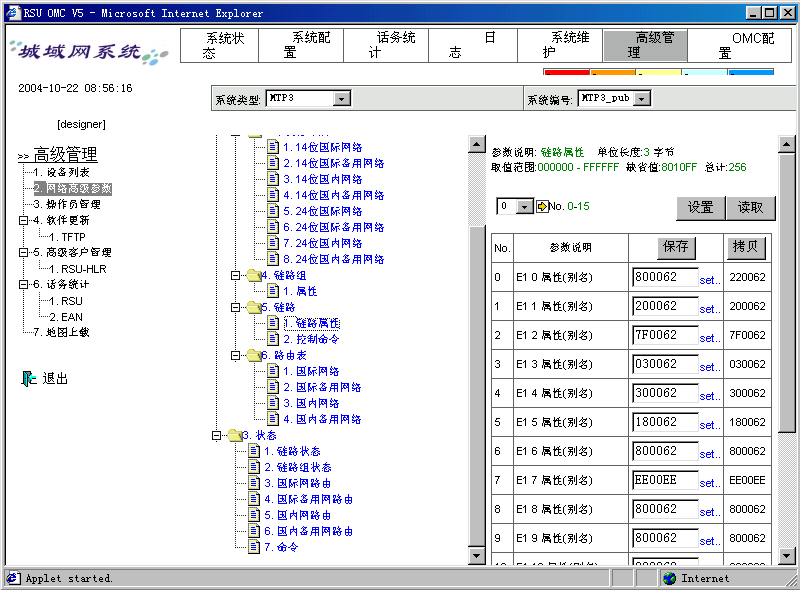 RSU OMC V5 - Microsoft Internet Explorer
城域网系统
系统状态
系统配置
话务统计
日志
系统维护
高级管理
OMC配置
2004-10-22 08:56:16
系统类型: MTP3
系统编号: MTP3_pub
[designer]
>> 高级管理
1. 设备列表
2. 网络高级参数
3. 操作员管理
4. 软件更新
1. TFTP
5. 高级客户管理
1. RSU-HLR
6. 话务统计
1. RSU
2. EAN
7. 地图上载
退出
1. 14位国际网络
2. 14位国际备用网络
3. 14位国内网络
4. 14位国内备用网络
5. 24位国际网络
6. 24位国际备用网络
7. 24位国内网络
8. 24位国内备用网络
4. 链路组
1. 属性
5. 链路
1. 链路属性
2. 控制命令
6. 路由表
1. 国际网络
2. 国际备用网络
3. 国内网络
4. 国内备用网络
3. 状态
1. 链路状态
2. 链路组状态
3. 国际网路由
4. 国际备用网路由
5. 国内网路由
6. 国内备用网路由
7. 命令
参数说明: 链路属性 单位长度:3 字节
取值范围:000000 - FFFFFF 缺省值:8010FF 总计:256
0 No. 0-15 设置 读取
No. 参数说明 保存 拷贝
0 E1 0 属性(别名) 800062 set.. 220062
1 E1 1 属性(别名) 200062 set.. 200062
2 E1 2 属性(别名) 7F0062 set.. 7F0062
3 E1 3 属性(别名) 030062 set.. 030062
4 E1 4 属性(别名) 300062 set.. 300062
5 E1 5 属性(别名) 180062 set.. 180062
6 E1 6 属性(别名) 800062 set.. 800062
7 E1 7 属性(别名) EE00EE set.. EE00EE
8 E1 8 属性(别名) 800062 set.. 800062
9 E1 9 属性(别名) 800062 set.. 800062
10 E1 10 属性(别名) 800062 800062
Applet started.
Internet